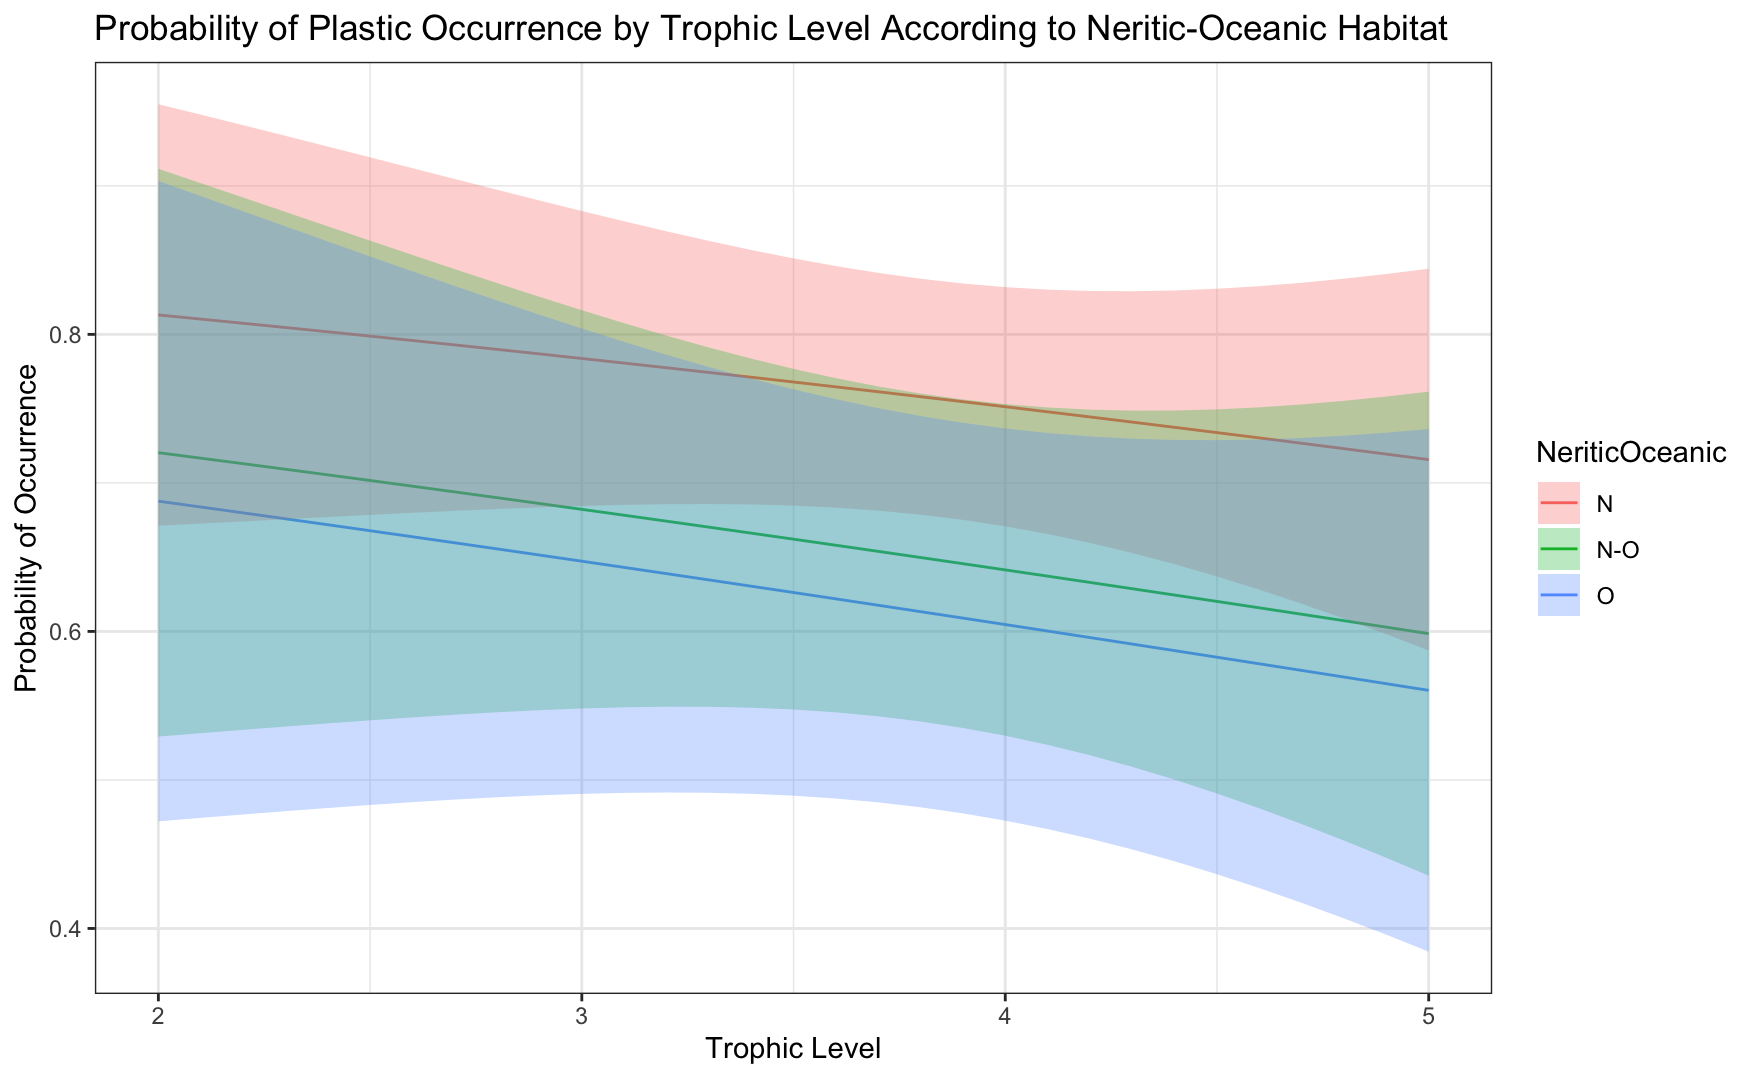 Probability of Plastic Occurrence by Trophic Level According to Neritic-Oceanic Habitat
Probability of Occurrence
0.8
0.6
0.4
2 3 4 5
Trophic Level
NeriticOceanic
N
N-O
O